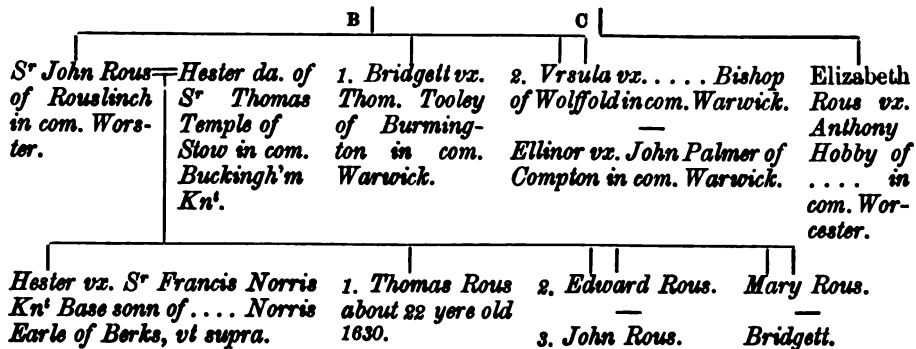 B
C
Sʳ John Rous
of Rouslinch
in com. Wors-
ter.
Hester da. of
Sʳ Thomas
Temple of
Stow in com.
Buckingh'm
Knᵗ.
1. Bridgett vx.
Thom. Tooley
of Burming-
ton in com.
Warwick.
2. Vrsula vx. . . . . . Bishop
of Wolffold in com. Warwick.
—
Ellinor vx. John Palmer of
Compton in com. Warwick.
Elizabeth
Rous vx.
Anthony
Hobby of
. . . . in
com. Wor-
cester.
Hester vx. Sʳ Francis Norris
Knᵗ Base sonn of . . . . Norris
Earle of Berks, vt supra.
1. Thomas Rous
about 22 yere old
1630.
2. Edward Rous.
—
3. John Rous.
Mary Rous.
—
Bridgett.